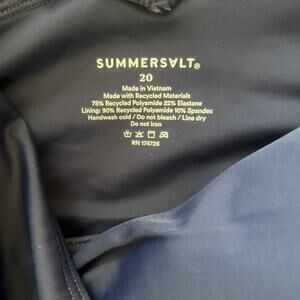 SUMMERSALT®
20
Made in Vietnam
Made with Recycled Materials
78% Recycled Polyamide 22% Elastane
Lining: 90% Recycled Polyamide 10% Spandex
Handwash cold / Do not bleach / Line dry
Do not iron
RN 174726